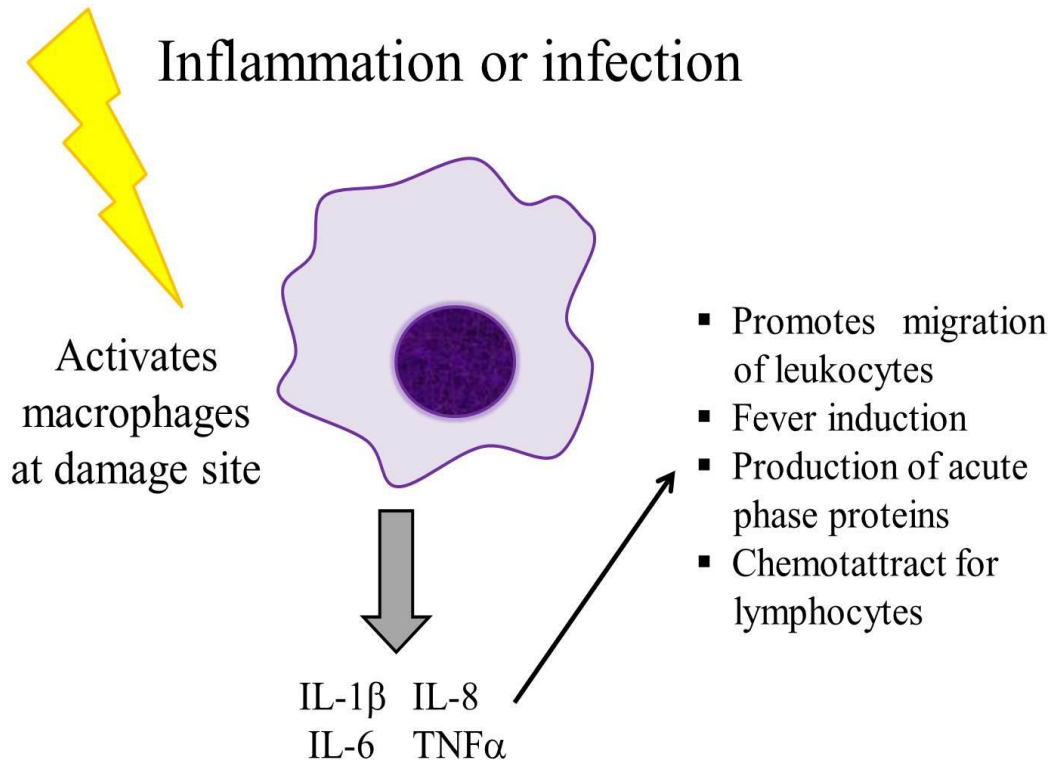 Inflammation or infection
Activates
macrophages
at damage site
IL-1β IL-8
IL-6 TNFα
▪ Promotes migration
of leukocytes
▪ Fever induction
▪ Production of acute
phase proteins
▪ Chemotattract for
lymphocytes